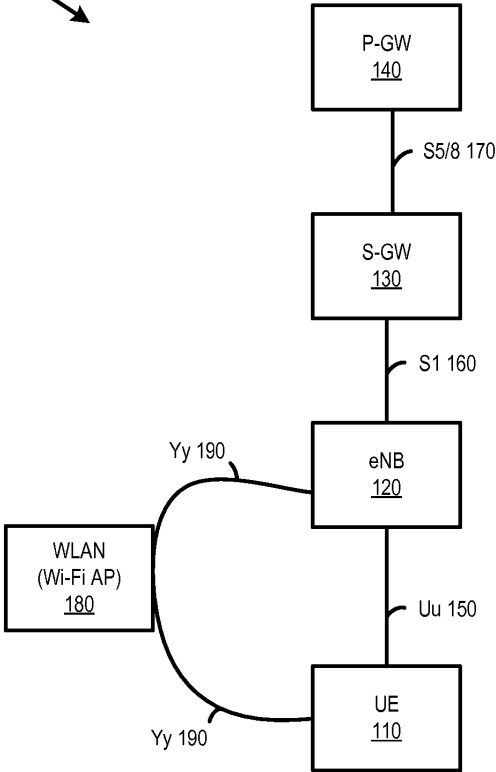 P-GW
140
S5/8 170
S-GW
130
S1 160
Yy 190
eNB
120
WLAN
(Wi-Fi AP)
180
Uu 150
UE
110
Yy 190